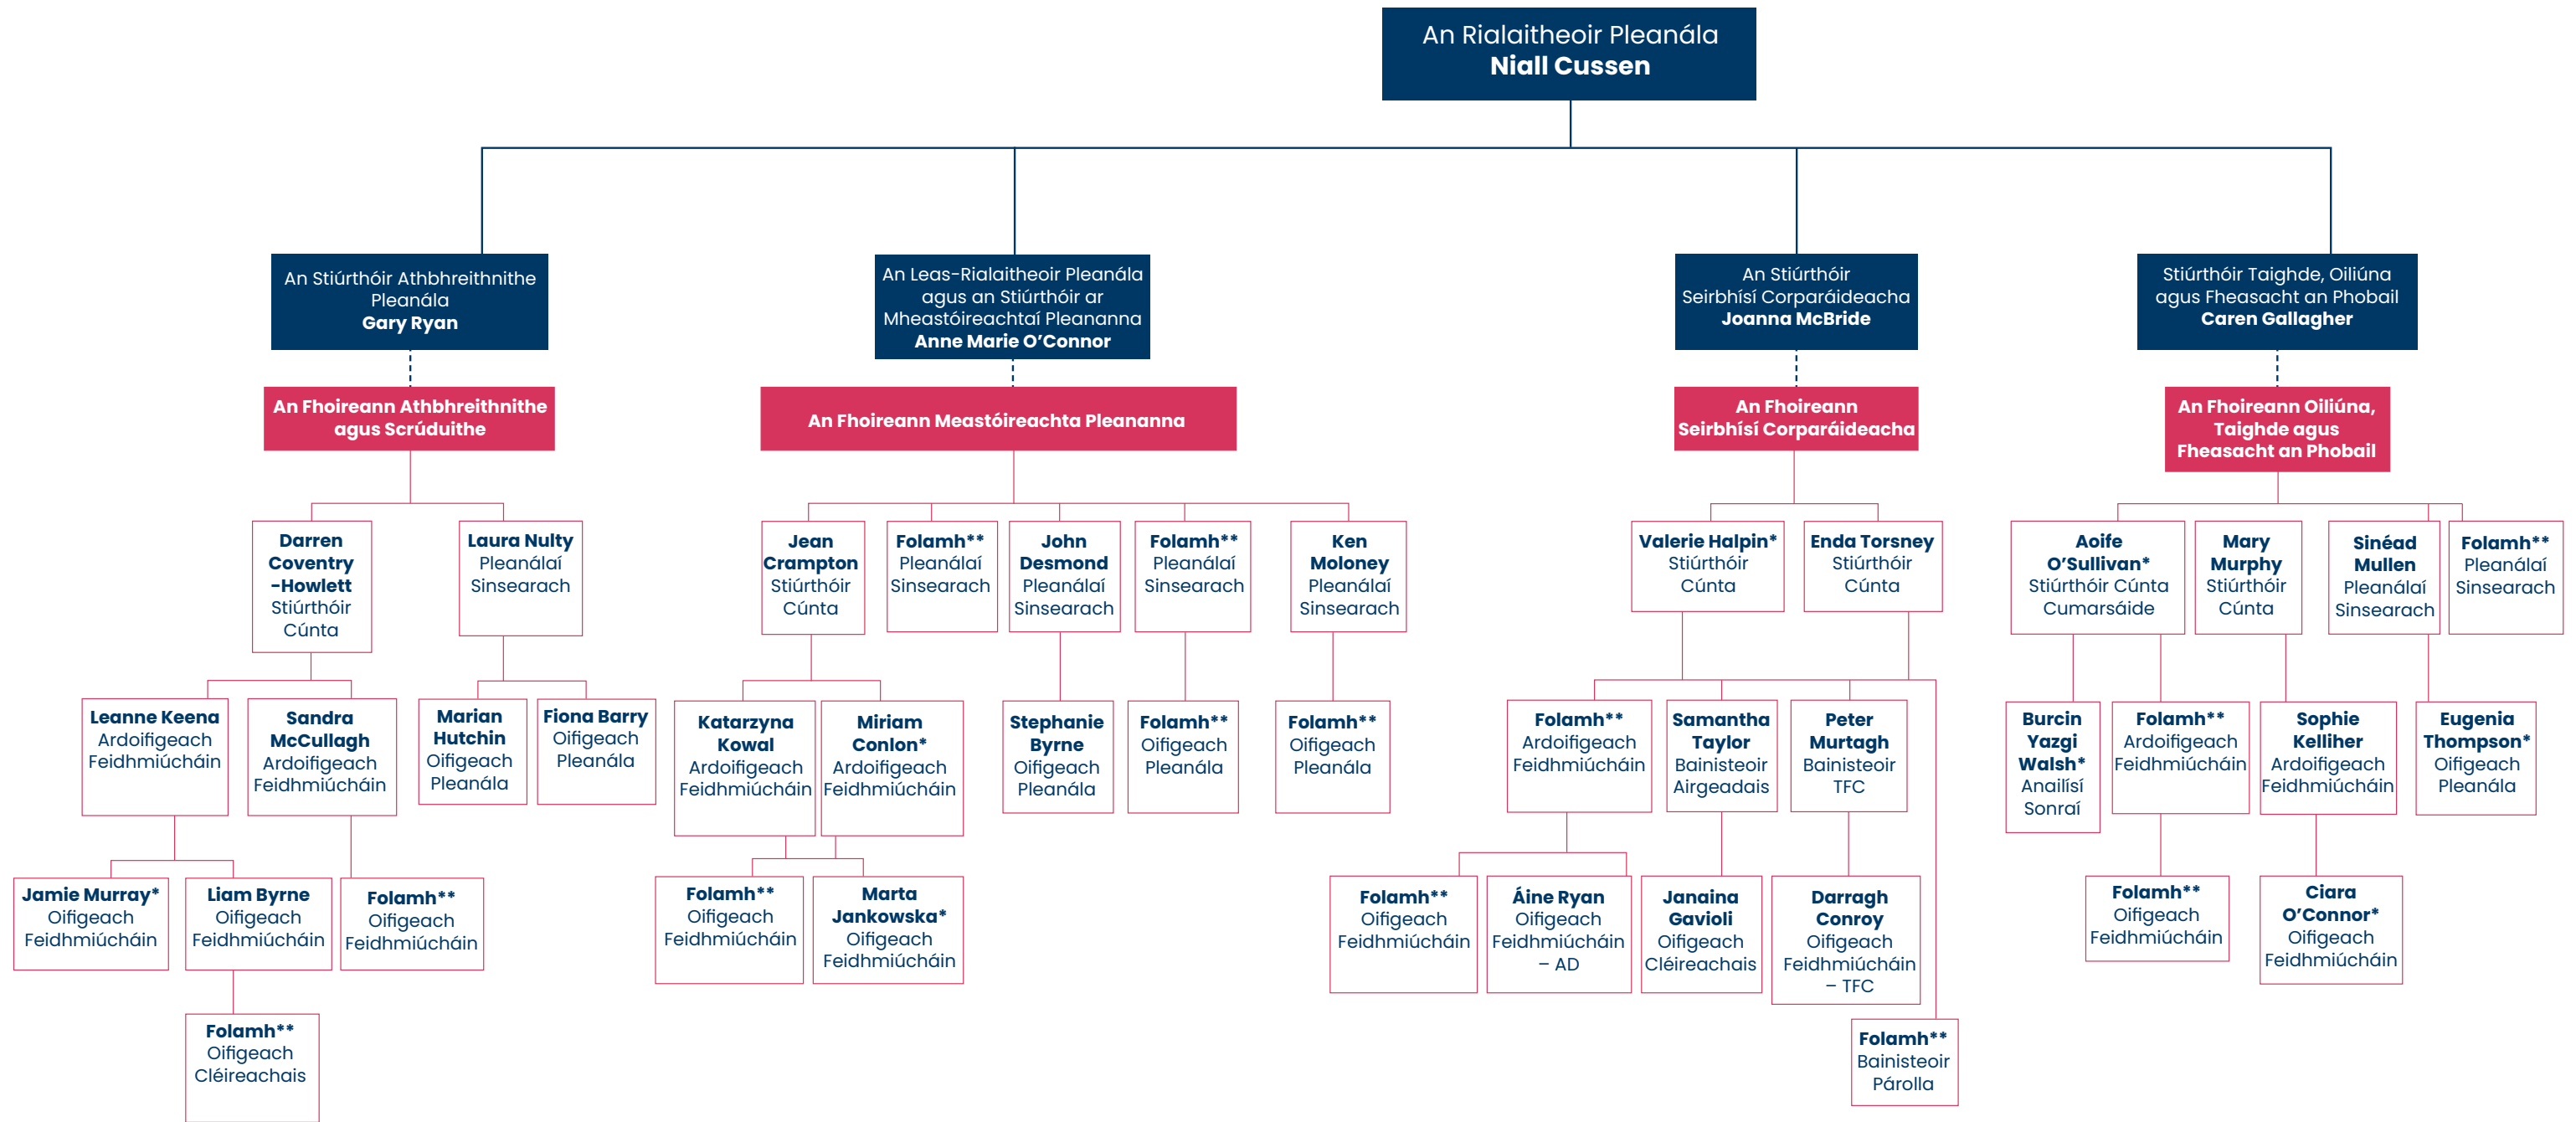 An Rialaitheoir Pleanála
Niall Cussen
An Stiúrthóir Athbhreithnithe
Pleanála
Gary Ryan
An Leas-Rialaitheoir Pleanála
agus an Stiúrthóir ar
Mheastóireachtaí Pleananna
Anne Marie O’Connor
An Stiúrthóir
Seirbhísí Corparáideacha
Joanna McBride
Stiúrthóir Taighde, Oiliúna
agus Fheasacht an Phobail
Caren Gallagher
An Fhoireann Athbhreithnithe
agus Scrúduithe
An Fhoireann Meastóireachta Pleananna
An Fhoireann
Seirbhísí Corparáideacha
An Fhoireann Oiliúna,
Taighde agus
Fheasacht an Phobail
Darren
Coventry
-Howlett
Stiúrthóir
Cúnta
Laura Nulty
Pleanálaí
Sinsearach
Jean
Crampton
Stiúrthóir
Cúnta
Folamh**
Pleanálaí
Sinsearach
John
Desmond
Pleanálaí
Sinsearach
Folamh**
Pleanálaí
Sinsearach
Ken
Moloney
Pleanálaí
Sinsearach
Valerie Halpin*
Stiúrthóir
Cúnta
Enda Torsney
Stiúrthóir
Cúnta
Aoife
O’Sullivan*
Stiúrthóir Cúnta
Cumarsáide
Mary
Murphy
Stiúrthóir
Cúnta
Sinéad
Mullen
Pleanálaí
Sinsearach
Folamh**
Pleanálaí
Sinsearach
Leanne Keena
Ardoifigeach
Feidhmiúcháin
Sandra
McCullagh
Ardoifigeach
Feidhmiúcháin
Marian
Hutchin
Oifigeach
Pleanála
Fiona Barry
Oifigeach
Pleanála
Katarzyna
Kowal
Ardoifigeach
Feidhmiúcháin
Miriam
Conlon*
Ardoifigeach
Feidhmiúcháin
Stephanie
Byrne
Oifigeach
Pleanála
Folamh**
Oifigeach
Pleanála
Folamh**
Oifigeach
Pleanála
Folamh**
Ardoifigeach
Feidhmiúcháin
Samantha
Taylor
Bainisteoir
Airgeadais
Peter
Murtagh
Bainisteoir
TFC
Burcin
Yazgi
Walsh*
Anailísí
Sonraí
Folamh**
Ardoifigeach
Feidhmiúcháin
Sophie
Kelliher
Ardoifigeach
Feidhmiúcháin
Eugenia
Thompson*
Oifigeach
Pleanála
Jamie Murray*
Oifigeach
Feidhmiúcháin
Liam Byrne
Oifigeach
Feidhmiúcháin
Folamh**
Oifigeach
Feidhmiúcháin
Folamh**
Oifigeach
Feidhmiúcháin
Marta
Jankowska*
Oifigeach
Feidhmiúcháin
Folamh**
Oifigeach
Feidhmiúcháin
Áine Ryan
Oifigeach
Feidhmiúcháin
– AD
Janaina
Gavioli
Oifigeach
Cléireachais
Darragh
Conroy
Oifigeach
Feidhmiúcháin
– TFC
Folamh**
Oifigeach
Feidhmiúcháin
Ciara
O’Connor*
Oifigeach
Feidhmiúcháin
Folamh**
Oifigeach
Cléireachais
Folamh**
Bainisteoir
Párolla